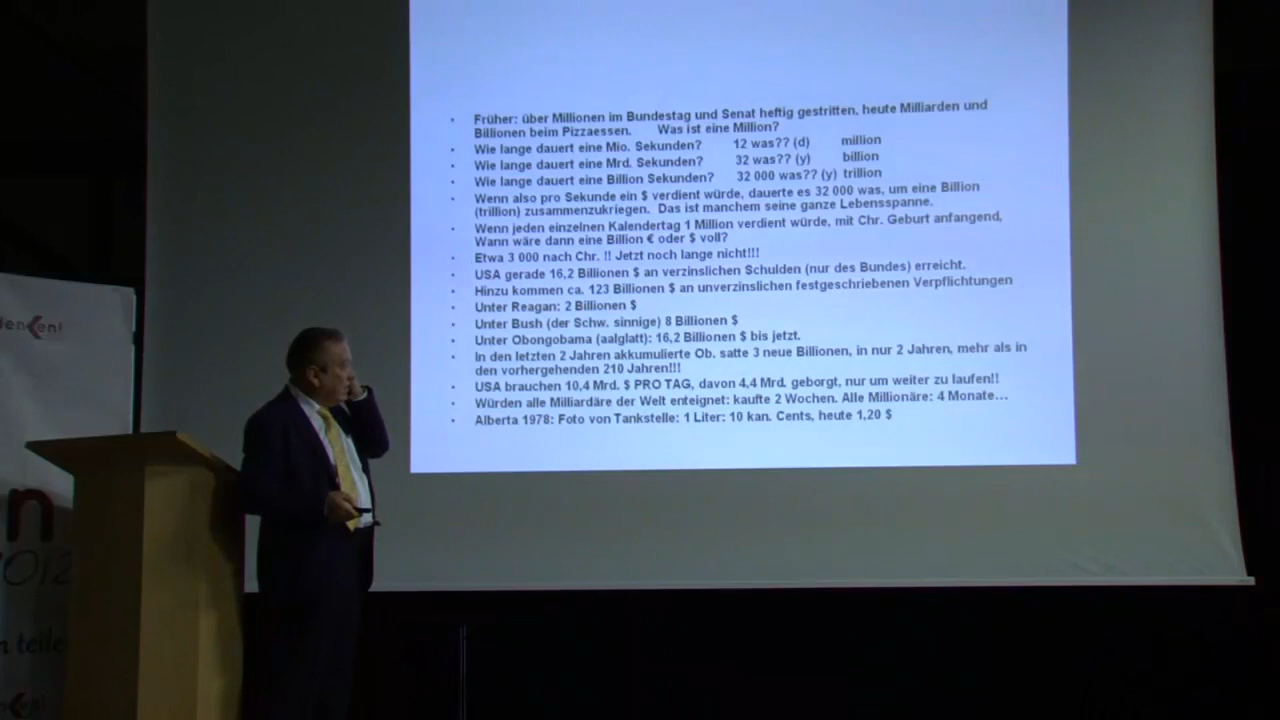 Früher: über Millionen im Bundestag und Senat heftig gestritten, heute Milliarden und
Billionen beim Pizzaessen. Was ist eine Million?
Wie lange dauert eine Mio. Sekunden? 12 was?? (d) million
Wie lange dauert eine Mrd. Sekunden? 32 was?? (y) billion
Wie lange dauert eine Billion Sekunden? 32 000 was?? (y) trillion
Wenn also pro Sekunde ein $ verdient würde, dauerte es 32 000 was, um eine Billion
(trillion) zusammenzukriegen. Das ist manchem seine ganze Lebensspanne.
Wenn jeden einzelnen Kalendertag 1 Million verdient würde, mit Chr. Geburt anfangend,
Wann wäre dann eine Billion € oder $ voll?
Etwa 3 000 nach Chr. !! Jetzt noch lange nicht!!!
USA gerade 16,2 Billionen $ an verzinslichen Schulden (nur des Bundes) erreicht.
Hinzu kommen ca. 123 Billionen $ an unverzinslichen festgeschriebenen Verpflichtungen
Unter Reagan: 2 Billionen $
Unter Bush (der Schw. sinnige) 8 Billionen $
Unter Obongobama (aalglatt): 16,2 Billionen $ bis jetzt.
In den letzten 2 Jahren akkumulierte Ob. satte 3 neue Billionen, in nur 2 Jahren, mehr als in
den vorhergehenden 210 Jahren!!!
USA brauchen 10,4 Mrd. $ PRO TAG, davon 4,4 Mrd. geborgt, nur um weiter zu laufen!!
Würden alle Milliardäre der Welt enteignet: kaufte 2 Wochen. Alle Millionäre: 4 Monate...
Alberta 1978: Foto von Tankstelle: 1 Liter: 10 kan. Cents, heute 1,20 $
n
2012